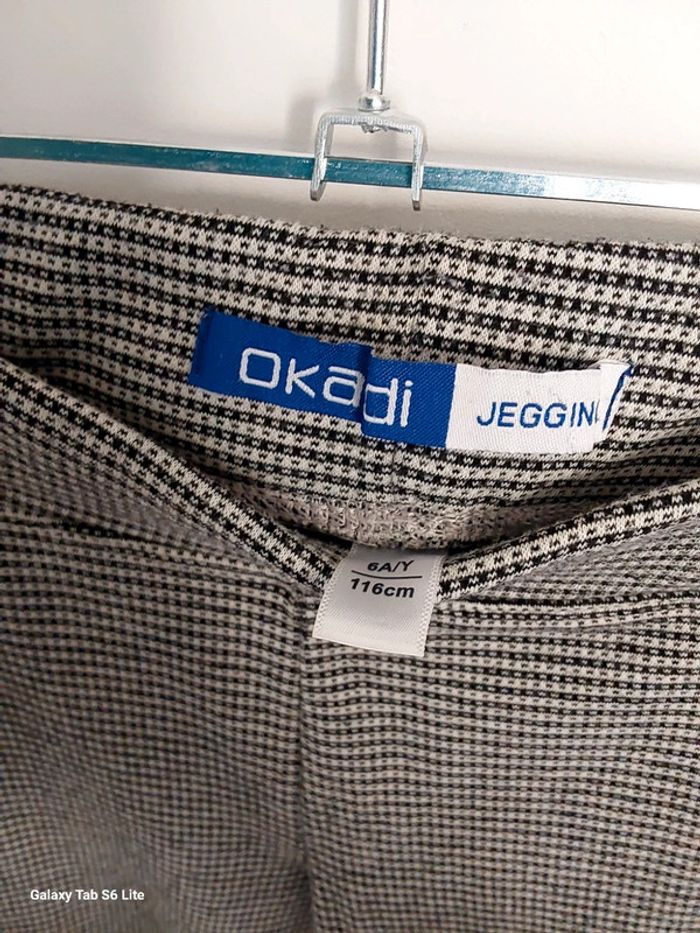 okadi
JEGGIN
6A/Y
116cm
Galaxy Tab S6 Lite